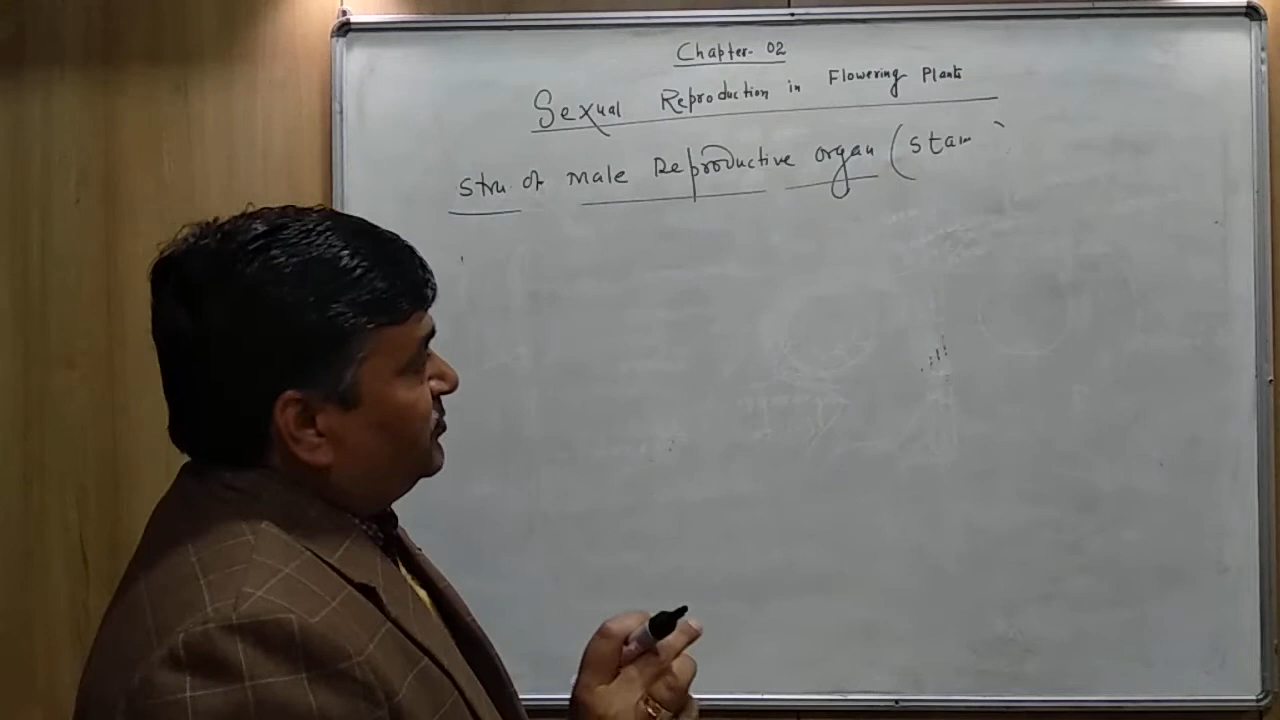 Chapter- 02
Sexual Reproduction in Flowering Plants
Stru. of Male Reproductive organ (Stam